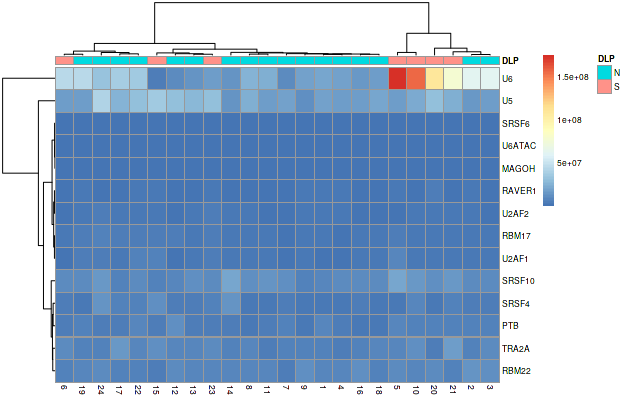 DLP
U6
U5
SRSF6
U6ATAC
MAGOH
RAVER1
U2AF2
RBM17
U2AF1
SRSF10
SRSF4
PTB
TRA2A
RBM22
6 19 24 17 22 15 12 13 23 14 8 11 7 9 1 4 16 18 5 10 20 21 2 3
1.5e+08
1e+08
5e+07
DLP
N
S